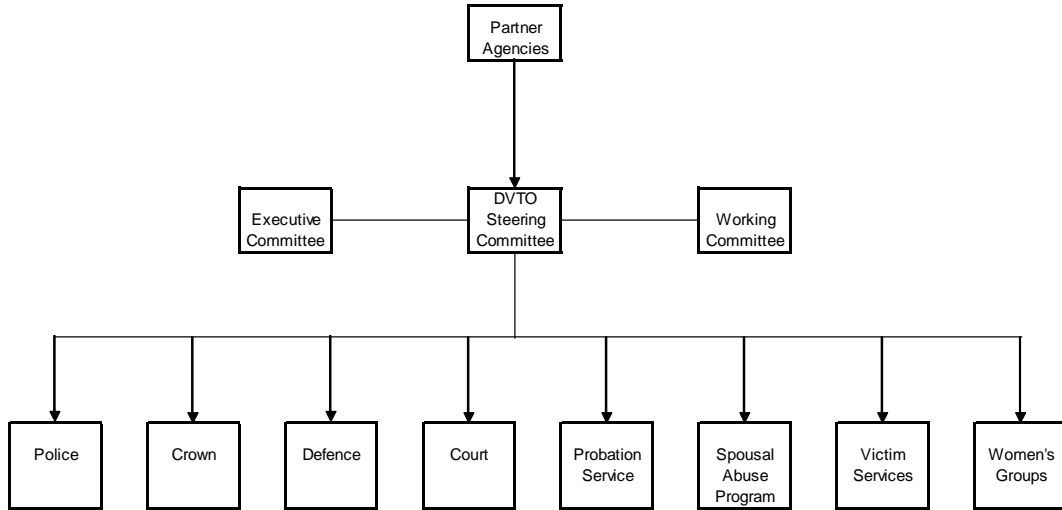 Partner
Agencies
Executive
Committee
DVTO
Steering
Committee
Working
Committee
Police
Crown
Defence
Court
Probation
Service
Spousal
Abuse
Program
Victim
Services
Women's
Groups